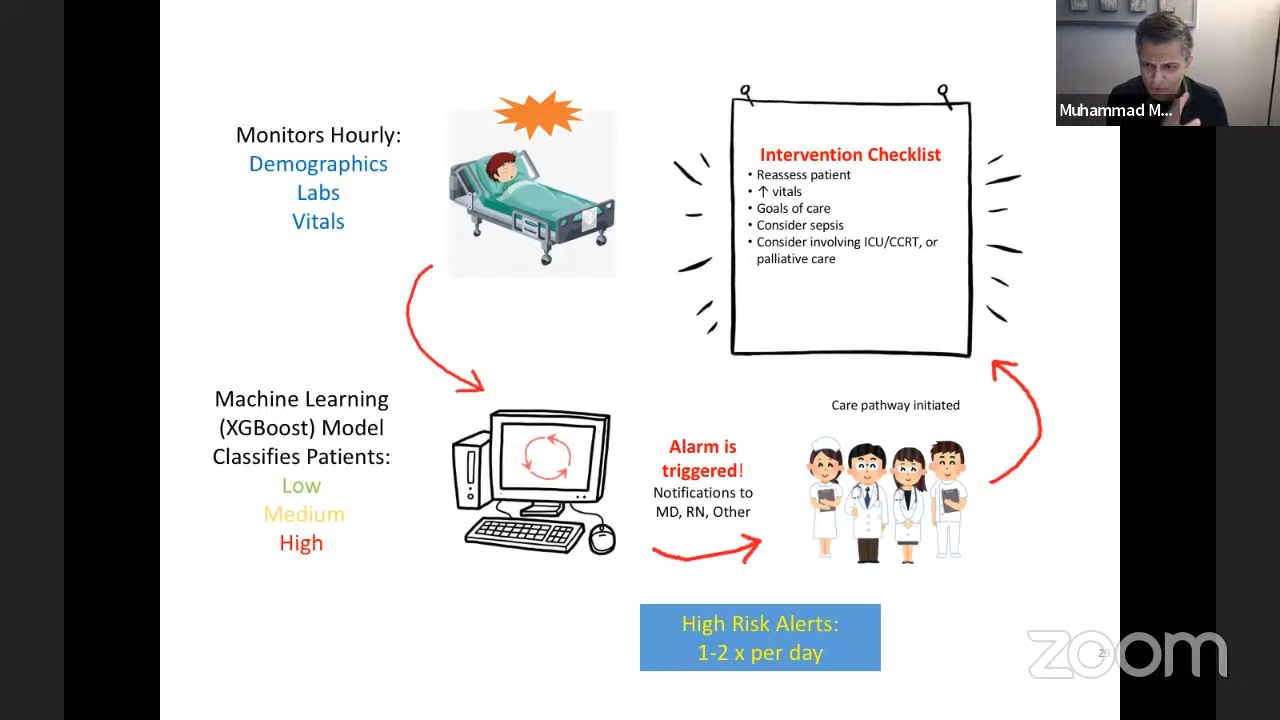 Muhammad M...
Monitors Hourly:
Demographics
Labs
Vitals
Intervention Checklist
• Reassess patient
• ↑ vitals
• Goals of care
• Consider sepsis
• Consider involving ICU/CCRT, or
palliative care
Machine Learning
(XGBoost) Model
Classifies Patients:
Low
Medium
High
Alarm is
triggered!
Notifications to
MD, RN, Other
Care pathway initiated
High Risk Alerts:
1-2 x per day
zoom